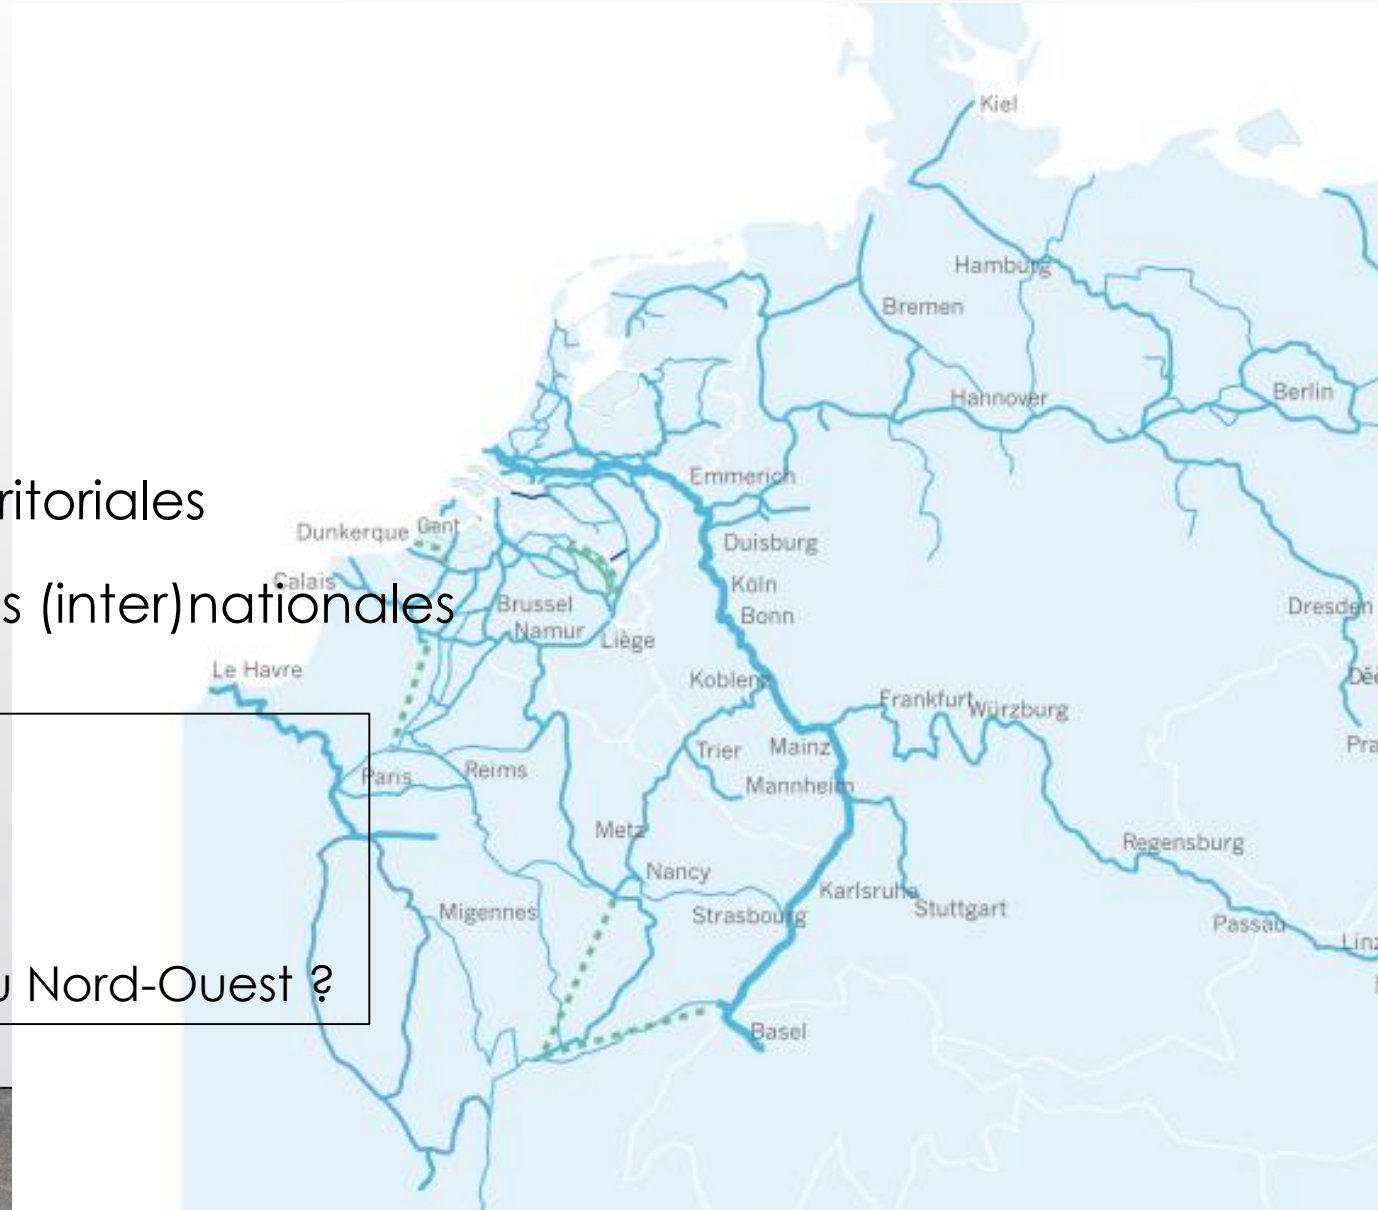 ritoriales
s (inter)nationales
u Nord-Ouest ?
Kiel
Hamburg
Bremen
Hannover
Berlin
Emmerich
Dunkerque
Gent
Duisburg
Calais
Köln
Brussel
Bonn
Dresden
Namur
Liège
Le Havre
Koblenz
Děč
Frankfurt
Würzburg
Trier
Mainz
Pra
Paris
Reims
Mannheim
Metz
Regensburg
Nancy
Karlsruhe
Migennes
Strasbourg
Stuttgart
Passau
Linz
Basel